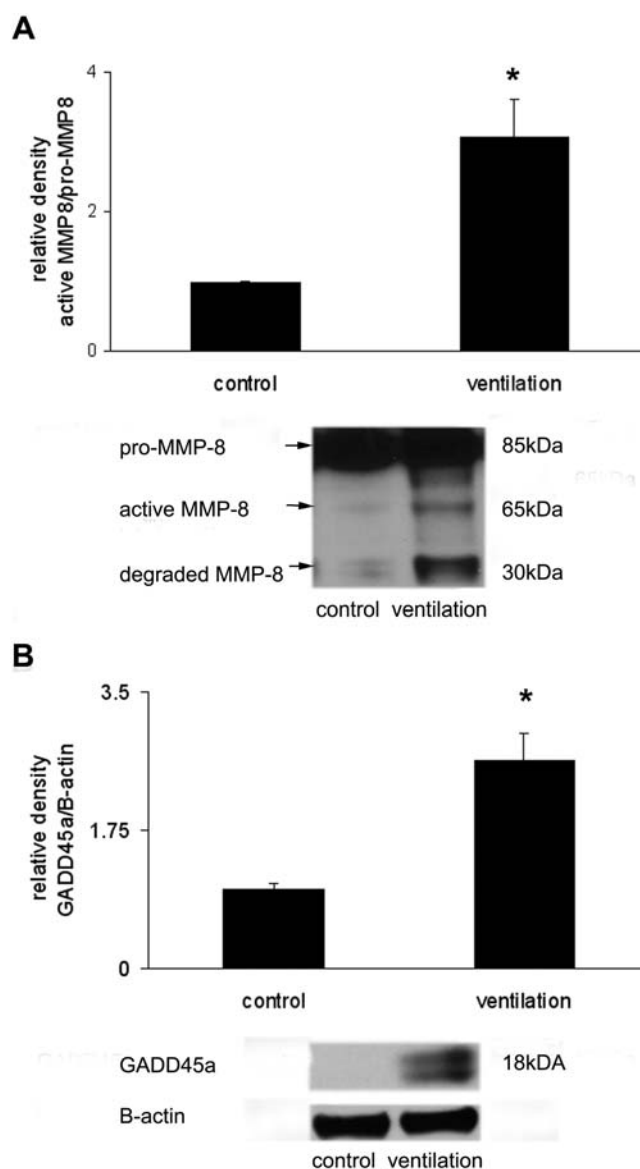 A
relative density
active MMP8/pro-MMP8
4
*
2
0
control ventilation
pro-MMP-8 85kDa
active MMP-8 65kDa
degraded MMP-8 30kDa
control ventilation
B
relative density
GADD45a/B-actin
3.5
*
1.75
0
control ventilation
GADD45a 18kDA
B-actin
control ventilation